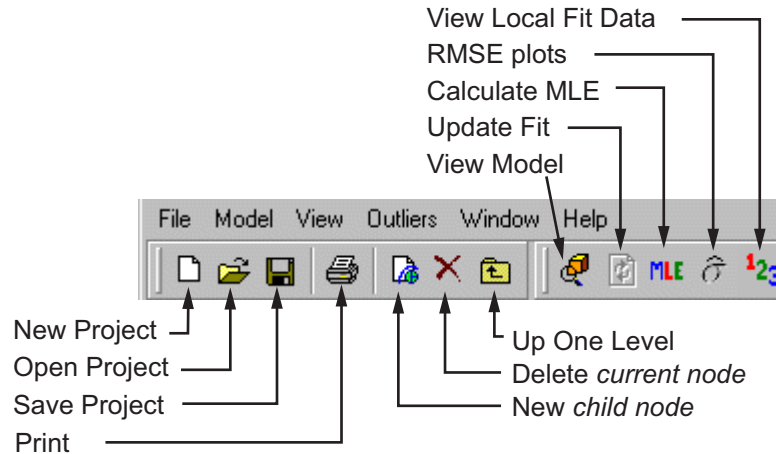 View Local Fit Data
RMSE plots
Calculate MLE
Update Fit
View Model
File Model View Outliers Window Help
MLE σ̂ 123
New Project
Open Project
Save Project
Print
Up One Level
Delete current node
New child node